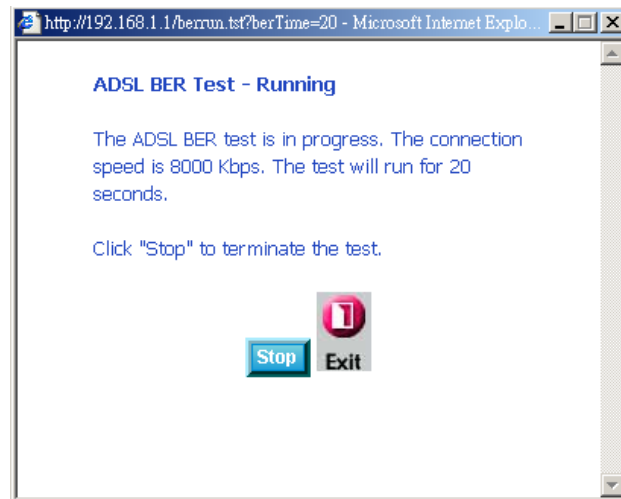 http://192.168.1.1/berrun.tst?berTime=20 - Microsoft Internet Explo...
ADSL BER Test - Running
The ADSL BER test is in progress. The connection
speed is 8000 Kbps. The test will run for 20
seconds.
Click "Stop" to terminate the test.
Stop
Exit